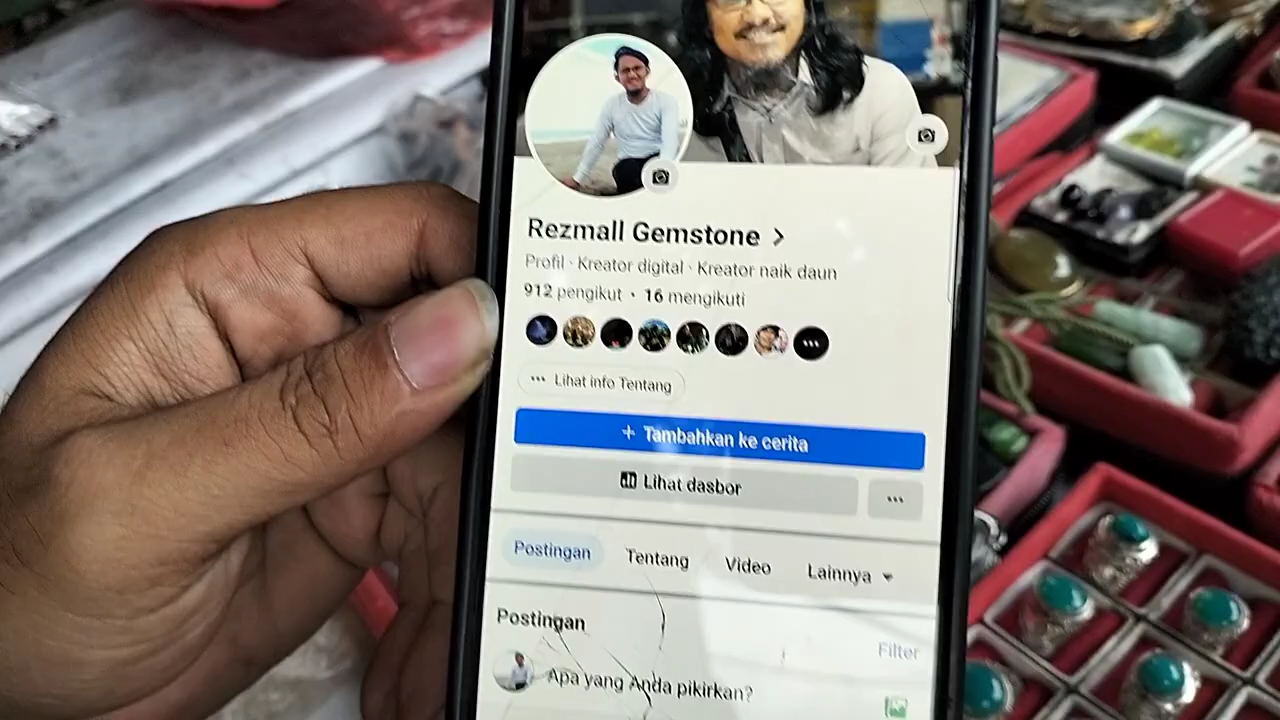 Rezmall Gemstone
Profil · Kreator digital · Kreator naik daun
912 pengikut · 16 mengikuti
Lihat info Tentang
+ Tambahkan ke cerita
Lihat dasbor
Postingan Tentang Video Lainnya
Postingan
Filter
Apa yang Anda pikirkan?